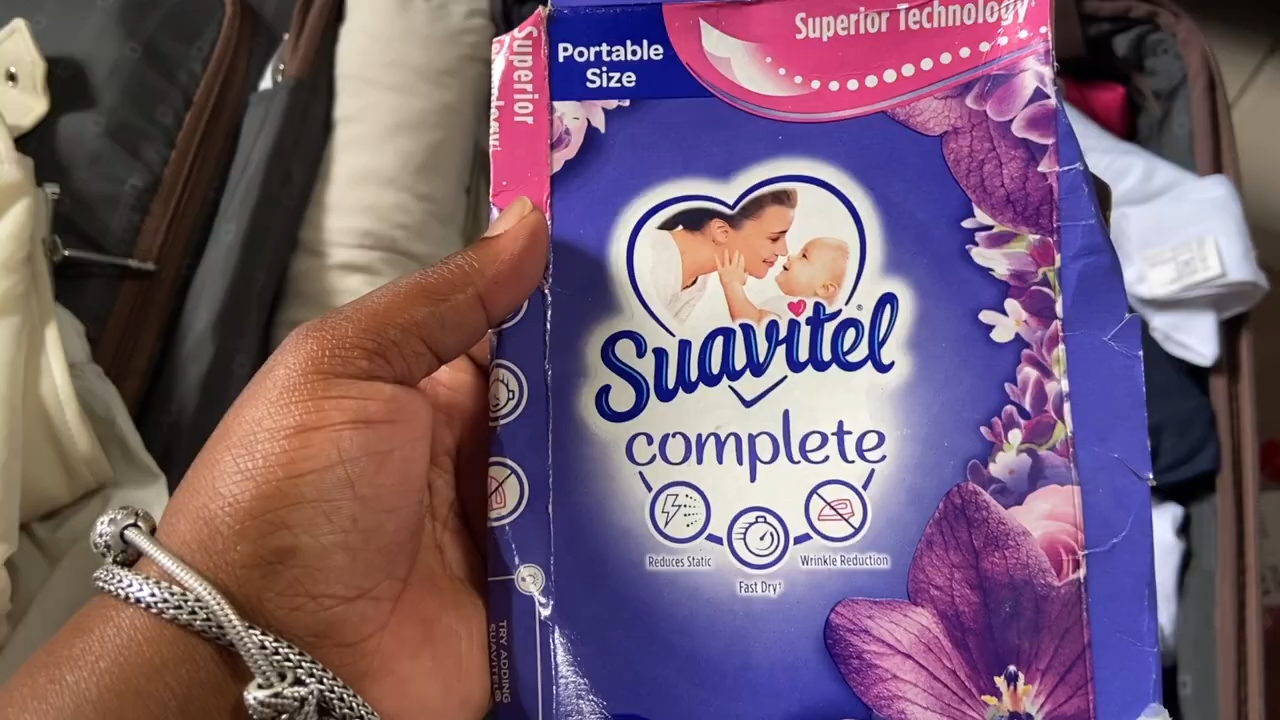 Superior Technology
Portable
Size
Superior
Suavitel®
complete
Reduces Static
Fast Dry†
Wrinkle Reduction
TRY ADDING
SUAVITEL®